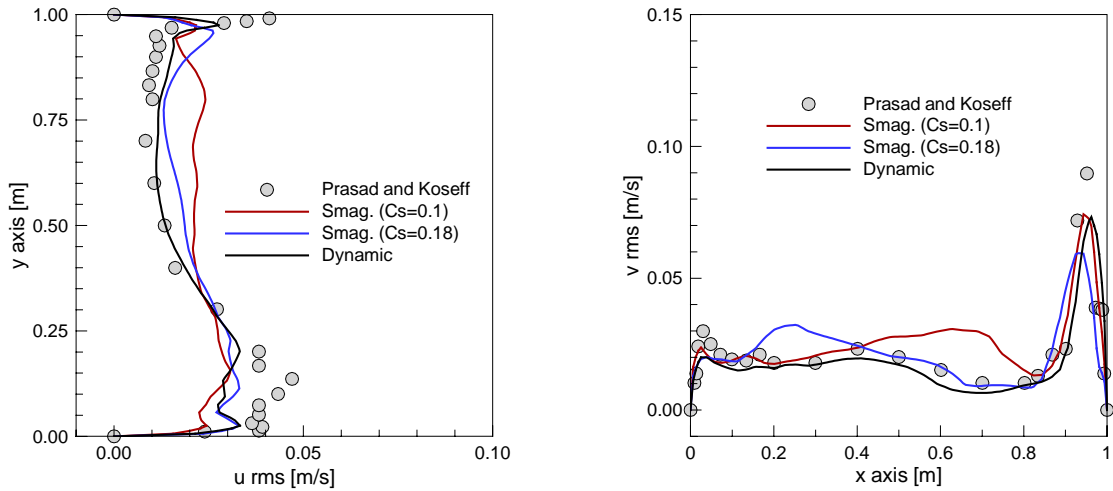 1.00
0.75
0.50
0.25
0.00
y axis [m]
Prasad and Koseff
Smag. (Cs=0.1)
Smag. (Cs=0.18)
Dynamic
0.00
0.05
0.10
u rms [m/s]
0.15
0.10
0.05
0.00
v rms [m/s]
Prasad and Koseff
Smag. (Cs=0.1)
Smag. (Cs=0.18)
Dynamic
0
0.2
0.4
0.6
0.8
1
x axis [m]